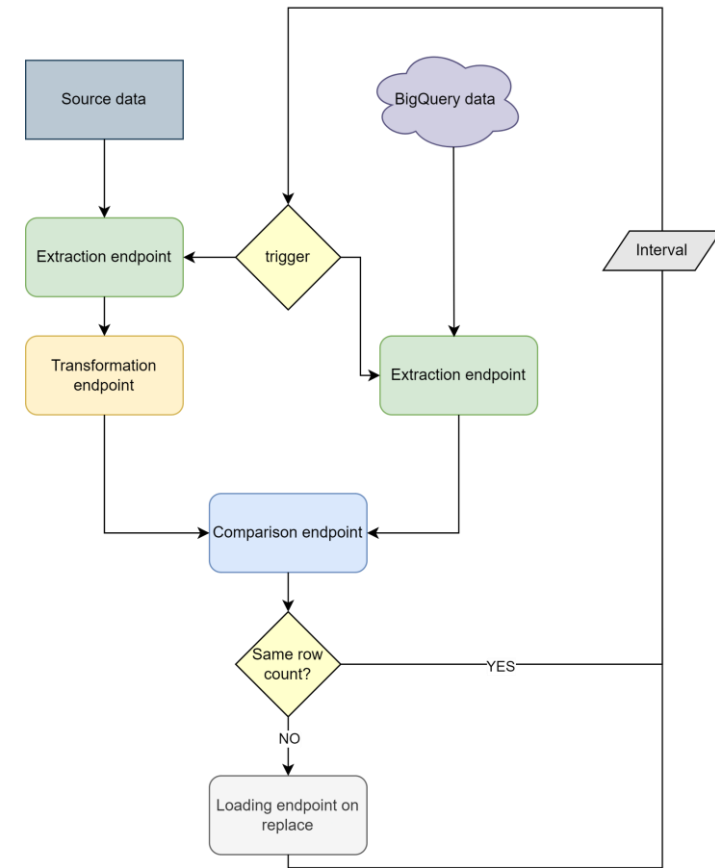 Source data
BigQuery data
Extraction endpoint
trigger
Interval
Transformation
endpoint
Extraction endpoint
Comparison endpoint
Same row
count?
YES
NO
Loading endpoint on
replace